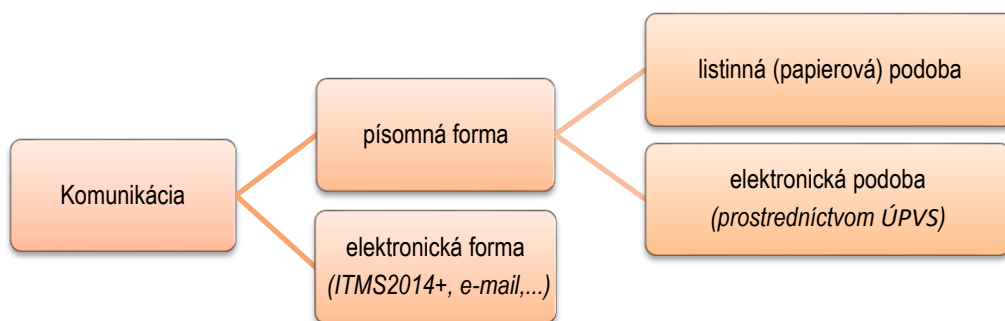 Komunikácia
písomná forma
elektronická forma
(ITMS2014+, e-mail,...)
listinná (papierová) podoba
elektronická podoba
(prostredníctvom ÚPVS)